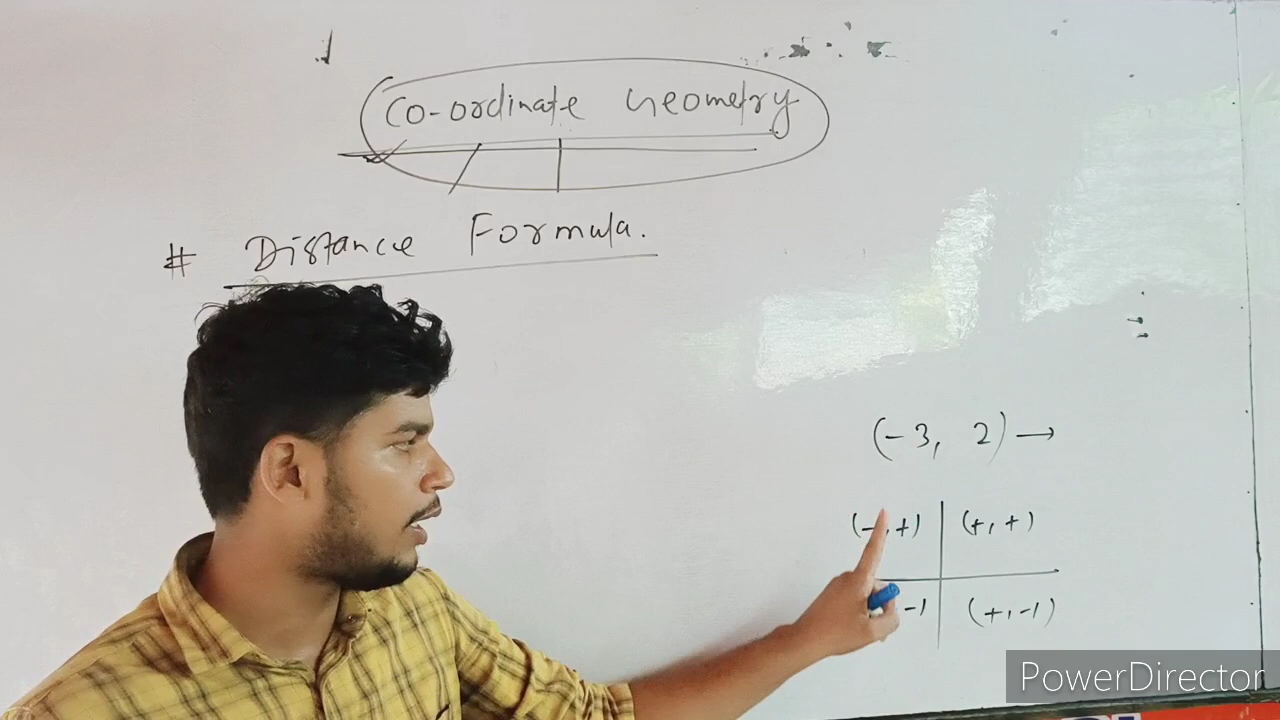 Co-ordinate Geometry
# Distance Formula.
(-3, 2) →
(-,+) (+,+)
(+,-)
PowerDirector